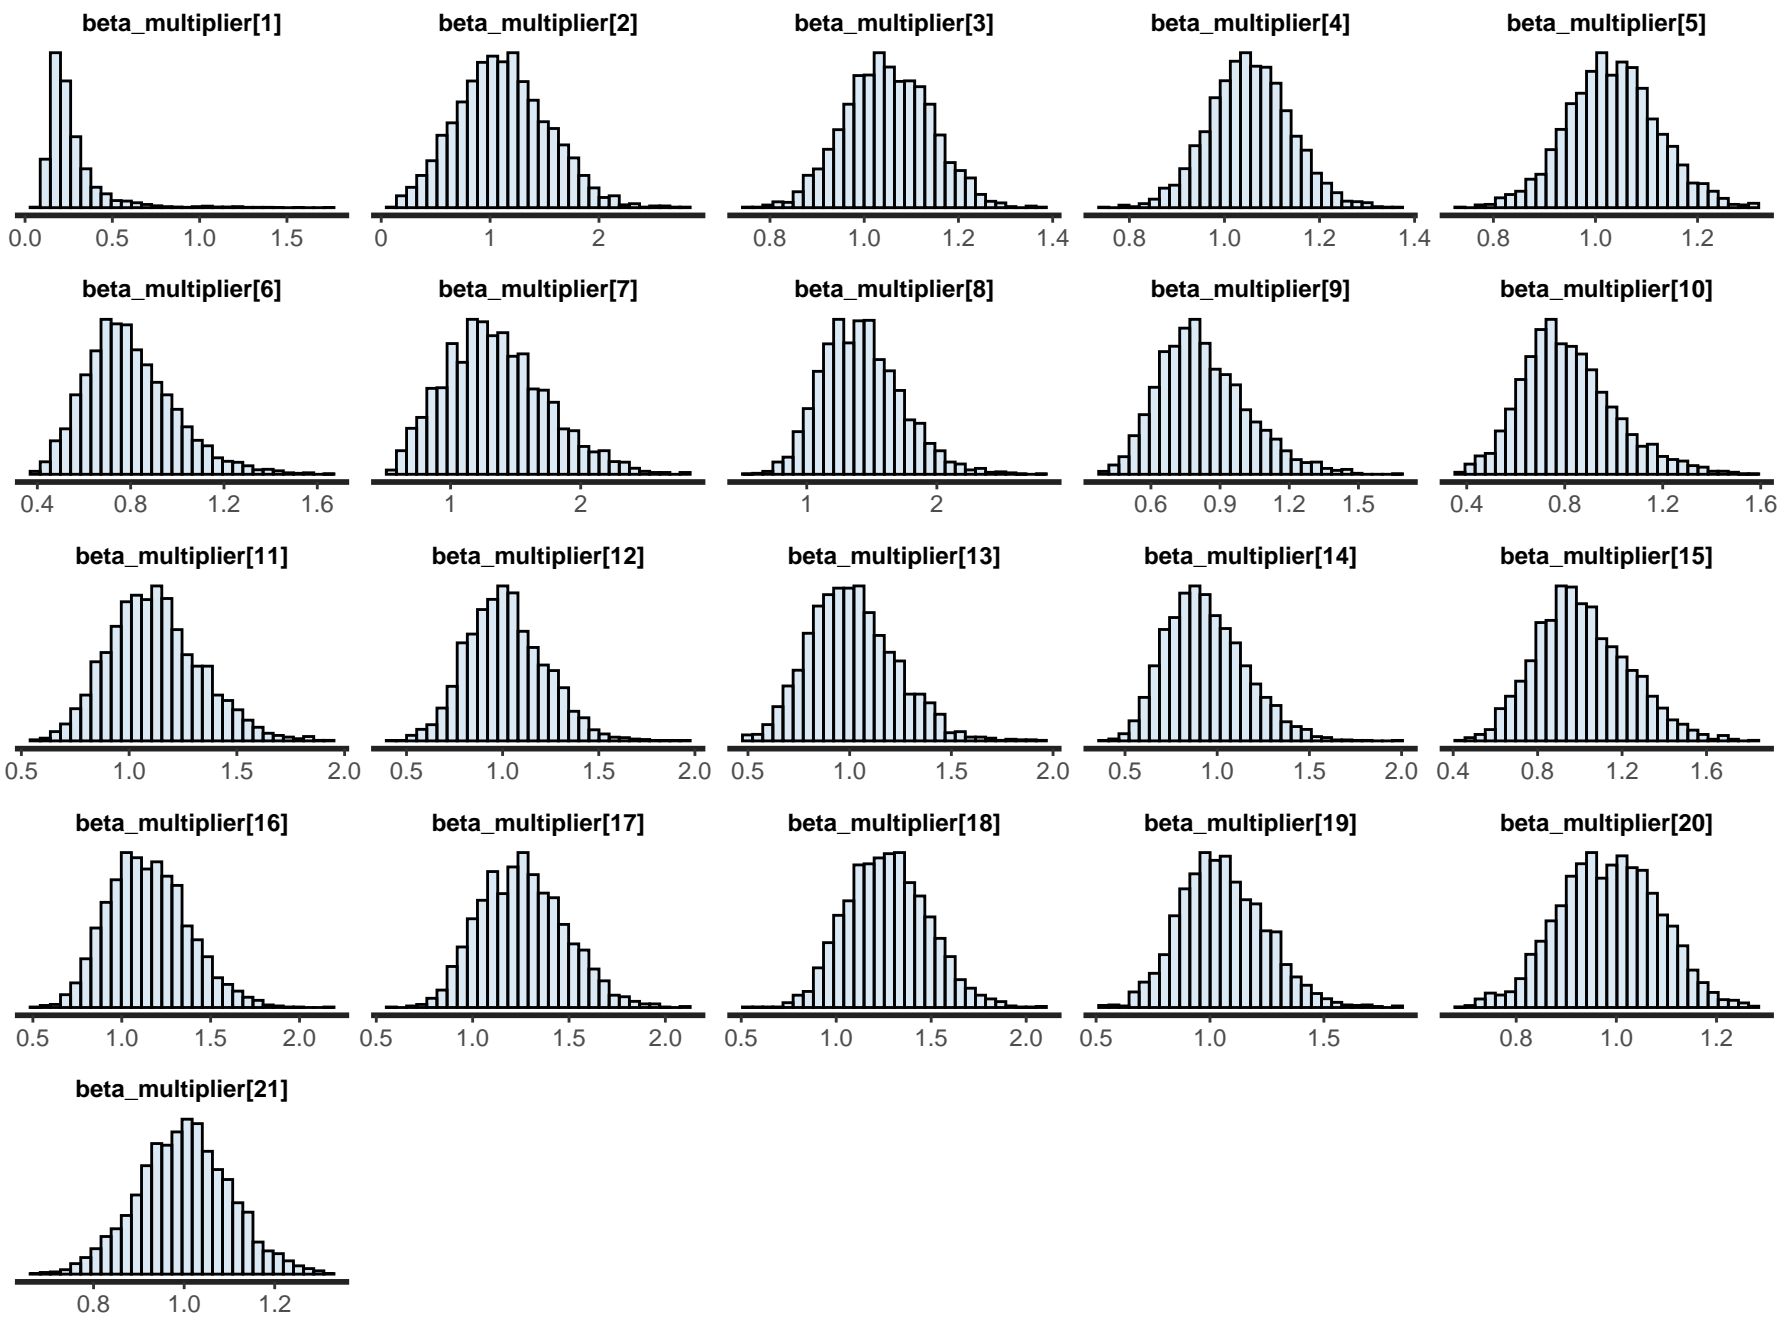 beta_multiplier[1] beta_multiplier[2] beta_multiplier[3] beta_multiplier[4] beta_multiplier[5]
0.0 0.5 1.0 1.5 0 1 2 0.8 1.0 1.2 1.4 0.8 1.0 1.2 1.4 0.8 1.0 1.2
beta_multiplier[6] beta_multiplier[7] beta_multiplier[8] beta_multiplier[9] beta_multiplier[10]
0.4 0.8 1.2 1.6 1 2 1 2 0.6 0.9 1.2 1.5 0.4 0.8 1.2 1.6
beta_multiplier[11] beta_multiplier[12] beta_multiplier[13] beta_multiplier[14] beta_multiplier[15]
0.5 1.0 1.5 2.0 0.5 1.0 1.5 2.0 0.5 1.0 1.5 2.0 0.5 1.0 1.5 2.0 0.4 0.8 1.2 1.6
beta_multiplier[16] beta_multiplier[17] beta_multiplier[18] beta_multiplier[19] beta_multiplier[20]
0.5 1.0 1.5 2.0 0.5 1.0 1.5 2.0 0.5 1.0 1.5 2.0 0.5 1.0 1.5 0.8 1.0 1.2
beta_multiplier[21]
0.8 1.0 1.2